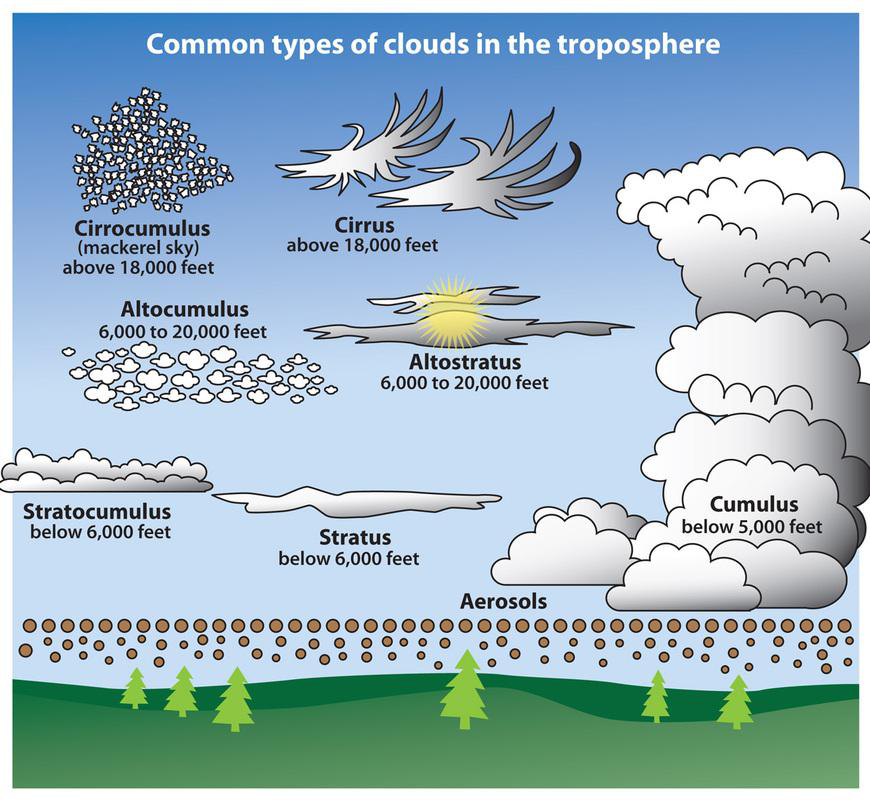 Common types of clouds in the troposphere
Cirrocumulus
(mackerel sky)
above 18,000 feet
Cirrus
above 18,000 feet
Altocumulus
6,000 to 20,000 feet
Altostratus
6,000 to 20,000 feet
Stratocumulus
below 6,000 feet
Stratus
below 6,000 feet
Cumulus
below 5,000 feet
Aerosols